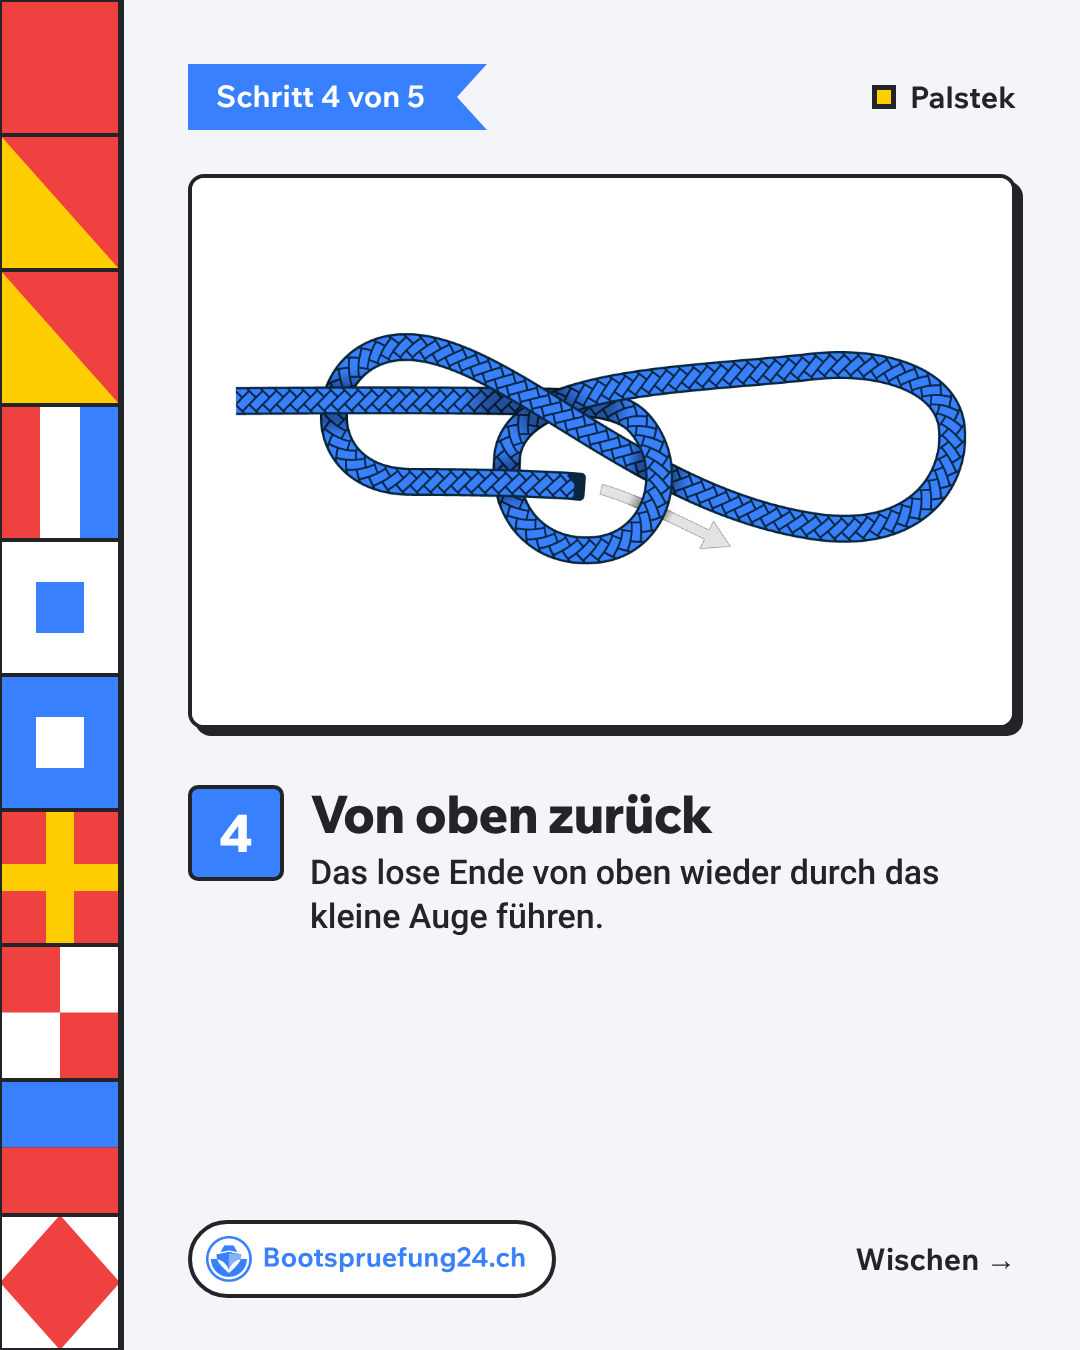 Schritt 4 von 5
Palstek
4
Von oben zurück
Das lose Ende von oben wieder durch das
kleine Auge führen.
Bootspruefung24.ch
Wischen →